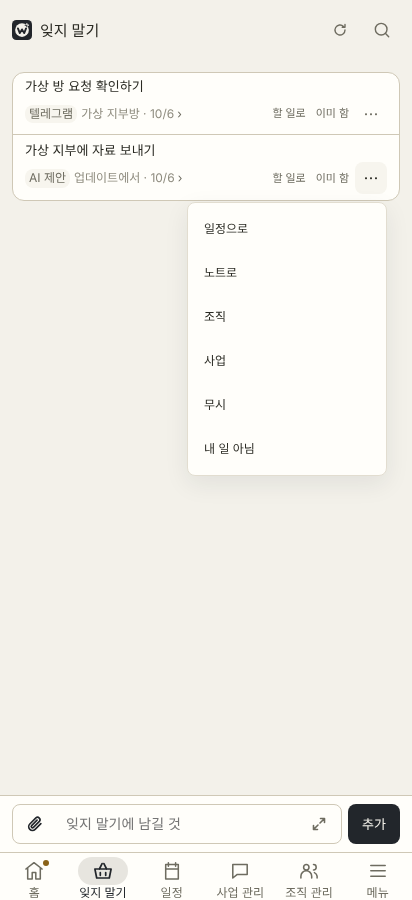 잊지 말기
가상 방 요청 확인하기
텔레그램 가상 지부방 · 10/6 › 할 일로 이미 함 ···
가상 지부에 자료 보내기
AI 제안 업데이트에서 · 10/6 › 할 일로 이미 함 ···
일정으로
노트로
조직
사업
무시
내 일 아님
잊지 말기에 남길 것 추가
홈 잊지 말기 일정 사업 관리 조직 관리 메뉴